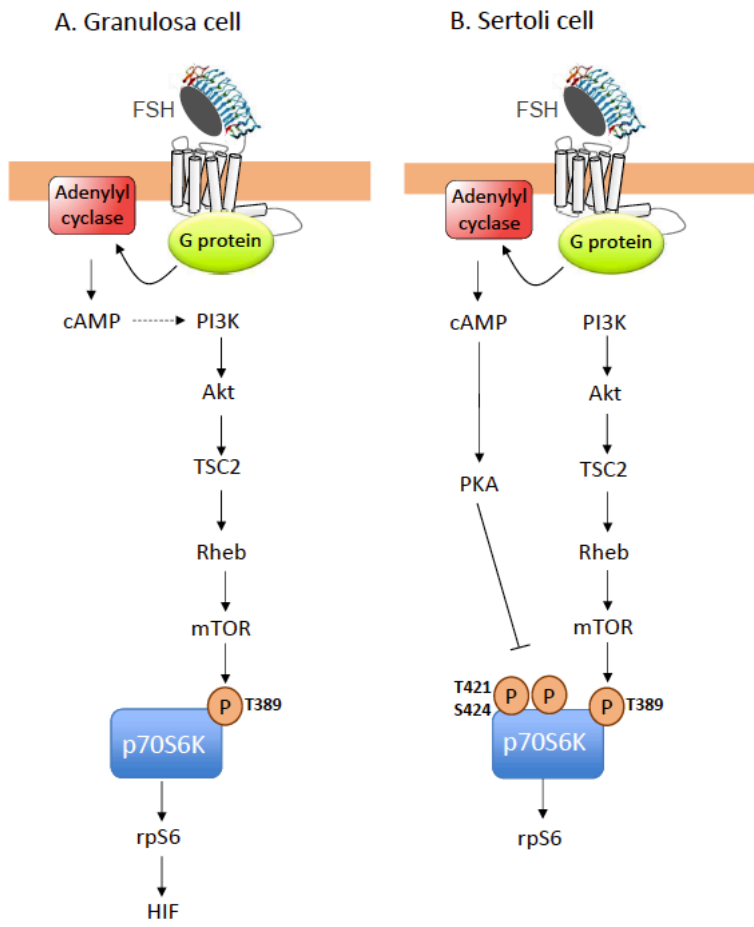 A. Granulosa cell
FSH
Adenylyl
cyclase
G protein
cAMP
PI3K
Akt
TSC2
Rheb
mTOR
P
T389
p70S6K
rpS6
HIF
B. Sertoli cell
FSH
Adenylyl
cyclase
G protein
cAMP
PI3K
Akt
PKA
TSC2
Rheb
mTOR
T421
S424
P
P
P
T389
p70S6K
rpS6